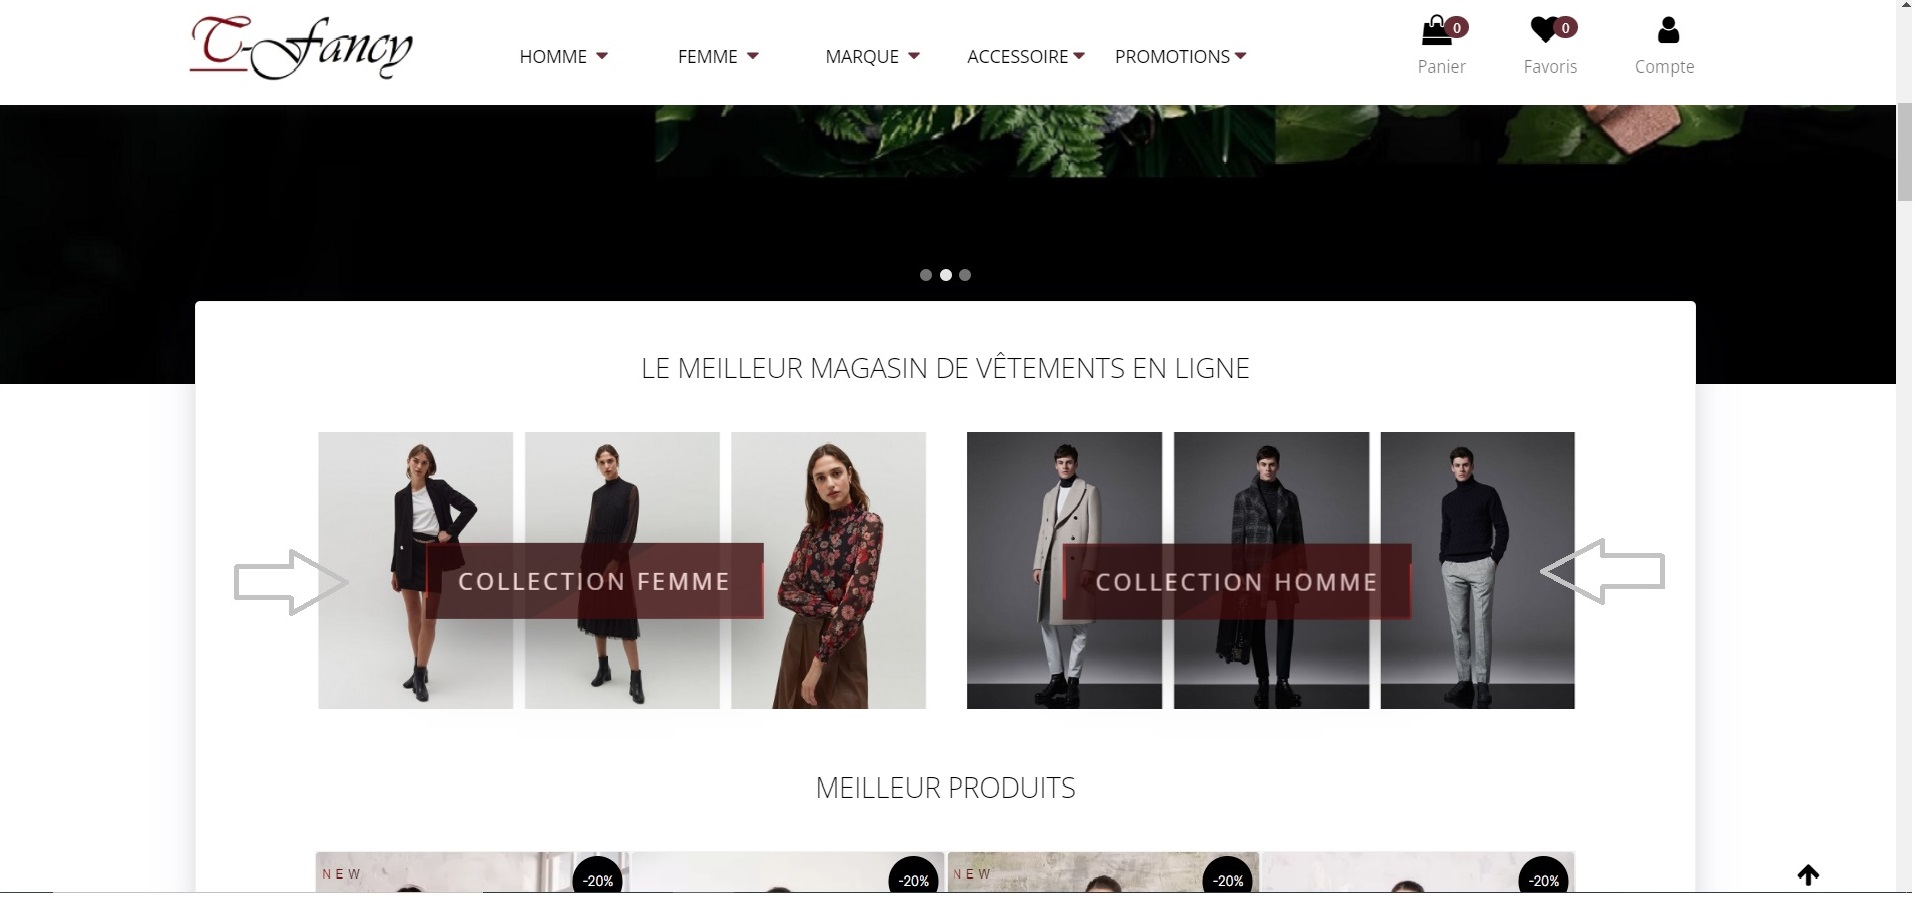 T-Fancy
HOMME FEMME MARQUE ACCESSOIRE PROMOTIONS
0 0
Panier Favoris Compte
LE MEILLEUR MAGASIN DE VÊTEMENTS EN LIGNE
COLLECTION FEMME COLLECTION HOMME
MEILLEUR PRODUITS
NEW -20% -20% NEW -20% -20%